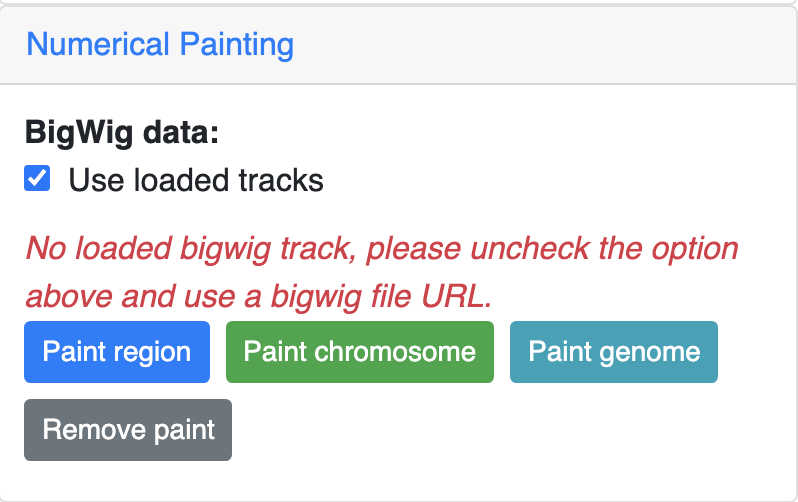 Numerical Painting
BigWig data:
Use loaded tracks
No loaded bigwig track, please uncheck the option
above and use a bigwig file URL.
Paint region Paint chromosome Paint genome
Remove paint